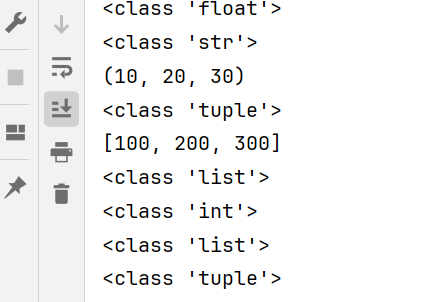 <class 'float'>
<class 'str'>
(10, 20, 30)
<class 'tuple'>
[100, 200, 300]
<class 'list'>
<class 'int'>
<class 'list'>
<class 'tuple'>